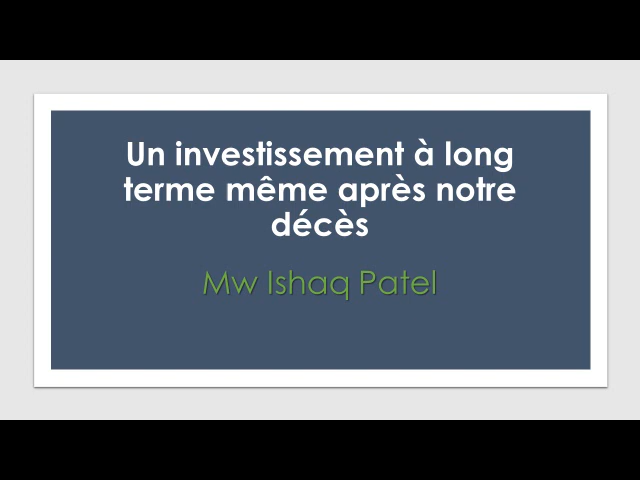 Un investissement à long
terme même après notre
décès
Mw Ishaq Patel